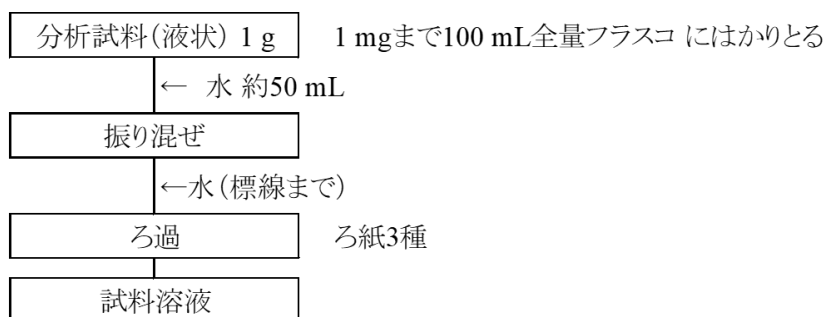 分析試料(液状) 1 g 1 mgまで100 mL全量フラスコ にはかりとる
← 水 約50 mL
振り混ぜ
←水(標線まで)
ろ過 ろ紙3種
試料溶液